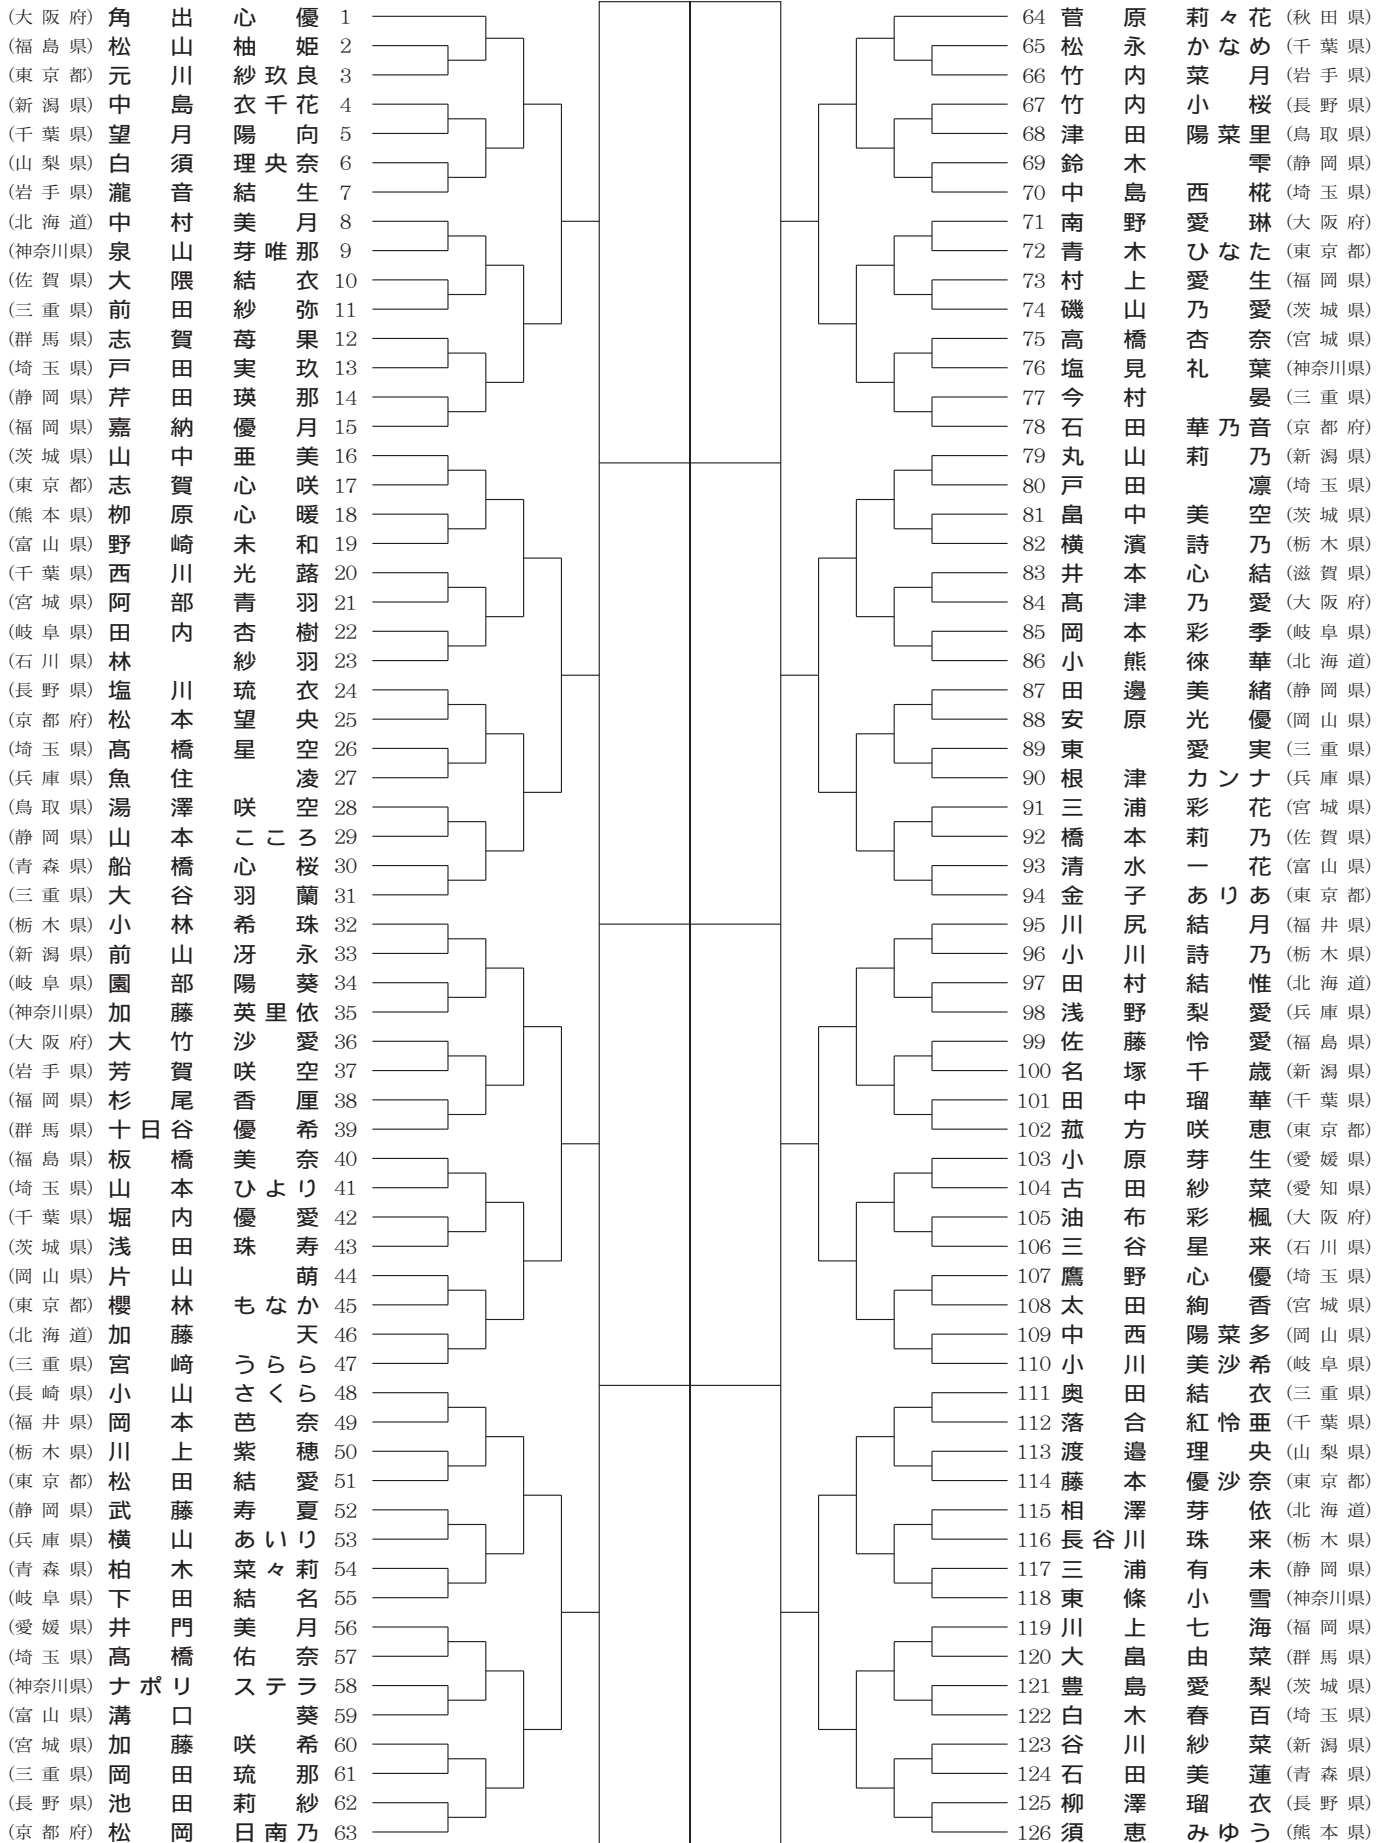 (大阪府) 角出心優 1
(福島県) 松山柚姫 2
(東京都) 元川紗玖良 3
(新潟県) 中島衣千花 4
(千葉県) 望月陽向 5
(山梨県) 白須理央奈 6
(岩手県) 瀧音結生 7
(北海道) 中村美月 8
(神奈川県) 泉山芽唯那 9
(佐賀県) 大隈結衣 10
(三重県) 前田紗弥 11
(群馬県) 志賀苺果 12
(埼玉県) 戸田実玖 13
(静岡県) 芹田瑛那 14
(福岡県) 嘉納優月 15
(茨城県) 山中亜美 16
(東京都) 志賀心咲 17
(熊本県) 栁原心暖 18
(富山県) 野崎未和 19
(千葉県) 西川光蕗 20
(宮城県) 阿部青羽 21
(岐阜県) 田内杏樹 22
(石川県) 林紗羽 23
(長野県) 塩川琉衣 24
(京都府) 松本望央 25
(埼玉県) 髙橋星空 26
(兵庫県) 魚住凌 27
(鳥取県) 湯澤咲空 28
(静岡県) 山本こころ 29
(青森県) 船橋心桜 30
(三重県) 大谷羽蘭 31
(栃木県) 小林希珠 32
(新潟県) 前山冴永 33
(岐阜県) 園部陽葵 34
(神奈川県) 加藤英里依 35
(大阪府) 大竹沙愛 36
(岩手県) 芳賀咲空 37
(福岡県) 杉尾香厘 38
(群馬県) 十日谷優希 39
(福島県) 板橋美奈 40
(埼玉県) 山本ひより 41
(千葉県) 堀内優愛 42
(茨城県) 浅田珠寿 43
(岡山県) 片山萌 44
(東京都) 櫻林もなか 45
(北海道) 加藤天 46
(三重県) 宮﨑うらら 47
(長崎県) 小山さくら 48
(福井県) 岡本芭奈 49
(栃木県) 川上紫穂 50
(東京都) 松田結愛 51
(静岡県) 武藤寿夏 52
(兵庫県) 横山あいり 53
(青森県) 柏木菜々莉 54
(岐阜県) 下田結名 55
(愛媛県) 井門美月 56
(埼玉県) 髙橋佑奈 57
(神奈川県) ナポリステラ 58
(富山県) 溝口葵 59
(宮城県) 加藤咲希 60
(三重県) 岡田琉那 61
(長野県) 池田莉紗 62
(京都府) 松岡日南乃 63
64 菅原莉々花 (秋田県)
65 松永かなめ (千葉県)
66 竹内菜月 (岩手県)
67 竹内小桜 (長野県)
68 津田陽菜里 (鳥取県)
69 鈴木雫 (静岡県)
70 中島西椛 (埼玉県)
71 南野愛琳 (大阪府)
72 青木ひなた (東京都)
73 村上愛生 (福岡県)
74 磯山乃愛 (茨城県)
75 高橋杏奈 (宮城県)
76 塩見礼葉 (神奈川県)
77 今村晏 (三重県)
78 石田華乃音 (京都府)
79 丸山莉乃 (新潟県)
80 戸田凛 (埼玉県)
81 畠中美空 (茨城県)
82 横濱詩乃 (栃木県)
83 井本心結 (滋賀県)
84 髙津乃愛 (大阪府)
85 岡本彩季 (岐阜県)
86 小熊徠華 (北海道)
87 田邊美緒 (静岡県)
88 安原光優 (岡山県)
89 東愛実 (三重県)
90 根津カンナ (兵庫県)
91 三浦彩花 (宮城県)
92 橋本莉乃 (佐賀県)
93 清水一花 (富山県)
94 金子ありあ (東京都)
95 川尻結月 (福井県)
96 小川詩乃 (栃木県)
97 田村結惟 (北海道)
98 浅野梨愛 (兵庫県)
99 佐藤怜愛 (福島県)
100 名塚千歳 (新潟県)
101 田中瑠華 (千葉県)
102 菰方咲恵 (東京都)
103 小原芽生 (愛媛県)
104 古田紗菜 (愛知県)
105 油布彩楓 (大阪府)
106 三谷星来 (石川県)
107 鷹野心優 (埼玉県)
108 太田絢香 (宮城県)
109 中西陽菜多 (岡山県)
110 小川美沙希 (岐阜県)
111 奥田結衣 (三重県)
112 落合紅怜亜 (千葉県)
113 渡邉理央 (山梨県)
114 藤本優沙奈 (東京都)
115 相澤芽依 (北海道)
116 長谷川珠来 (栃木県)
117 三浦有未 (静岡県)
118 東條小雪 (神奈川県)
119 川上七海 (福岡県)
120 大畠由菜 (群馬県)
121 豊島愛梨 (茨城県)
122 白木春百 (埼玉県)
123 谷川紗菜 (新潟県)
124 石田美蓮 (青森県)
125 柳澤瑠衣 (長野県)
126 須恵みゆう (熊本県)